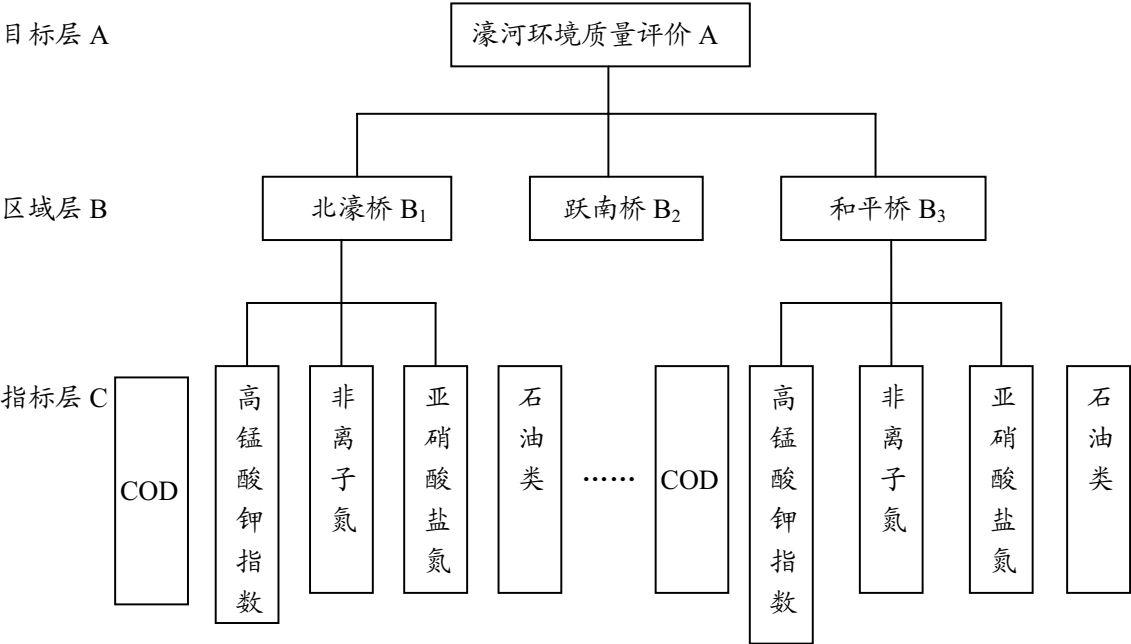 目标层 A
濠河环境质量评价 A
区域层 B
北濠桥 B₁
跃南桥 B₂
和平桥 B₃
指标层 C
COD
高锰酸钾指数
非离子氮
亚硝酸盐氮
石油类
……
COD
高锰酸钾指数
非离子氮
亚硝酸盐氮
石油类